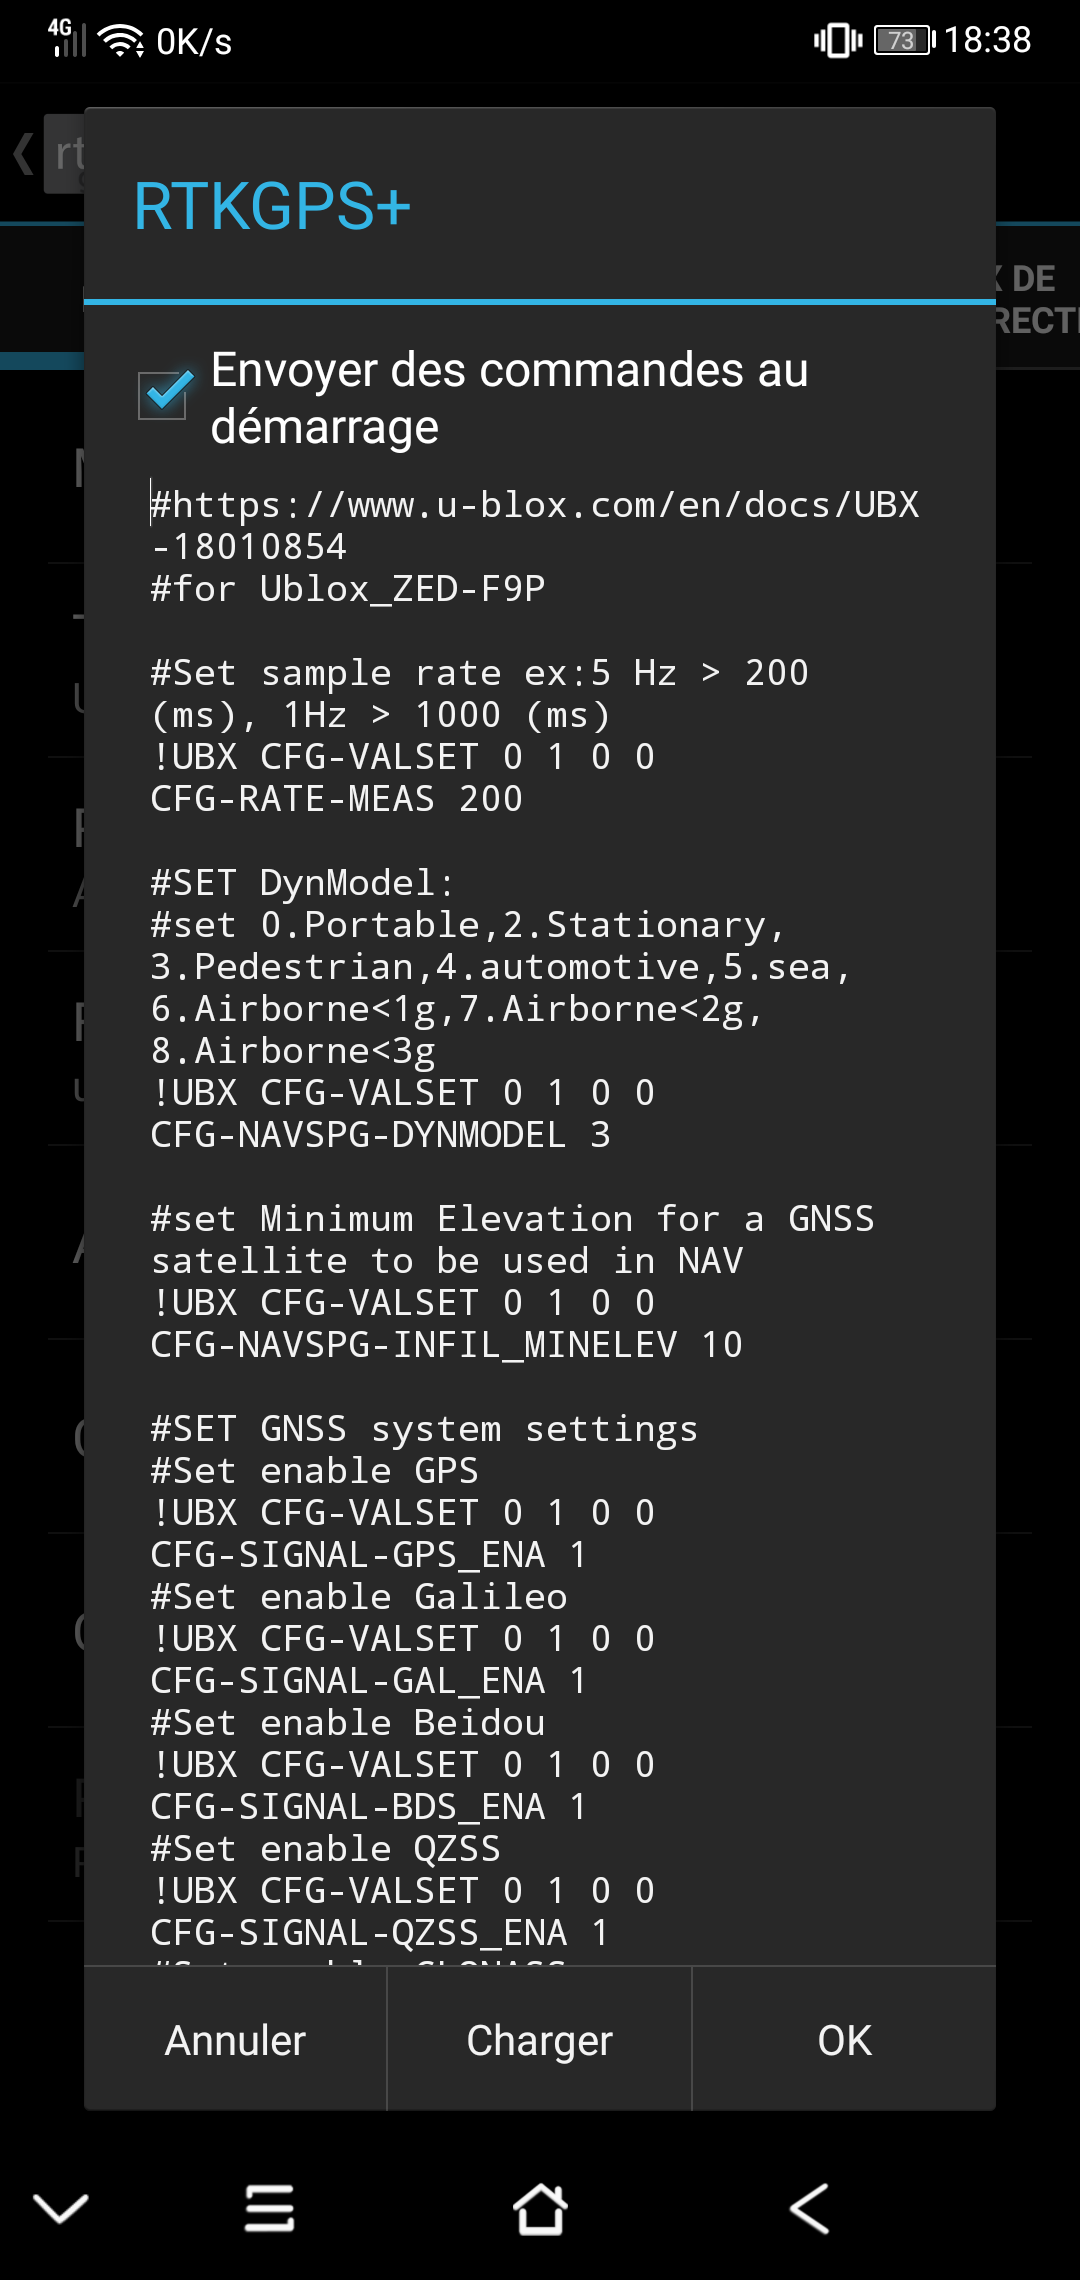 4G 0K/s 73 18:38
rt
RTKGPS+
DE
RECT
Envoyer des commandes au
démarrage
#https://www.u-blox.com/en/docs/UBX
-18010854
#for Ublox_ZED-F9P
#Set sample rate ex:5 Hz > 200
(ms), 1Hz > 1000 (ms)
!UBX CFG-VALSET 0 1 0 0
CFG-RATE-MEAS 200
#SET DynModel:
#set 0.Portable,2.Stationary,
3.Pedestrian,4.automotive,5.sea,
6.Airborne<1g,7.Airborne<2g,
8.Airborne<3g
!UBX CFG-VALSET 0 1 0 0
CFG-NAVSPG-DYNMODEL 3
#set Minimum Elevation for a GNSS
satellite to be used in NAV
!UBX CFG-VALSET 0 1 0 0
CFG-NAVSPG-INFIL_MINELEV 10
#SET GNSS system settings
#Set enable GPS
!UBX CFG-VALSET 0 1 0 0
CFG-SIGNAL-GPS_ENA 1
#Set enable Galileo
!UBX CFG-VALSET 0 1 0 0
CFG-SIGNAL-GAL_ENA 1
#Set enable Beidou
!UBX CFG-VALSET 0 1 0 0
CFG-SIGNAL-BDS_ENA 1
#Set enable QZSS
!UBX CFG-VALSET 0 1 0 0
CFG-SIGNAL-QZSS_ENA 1
Annuler Charger OK